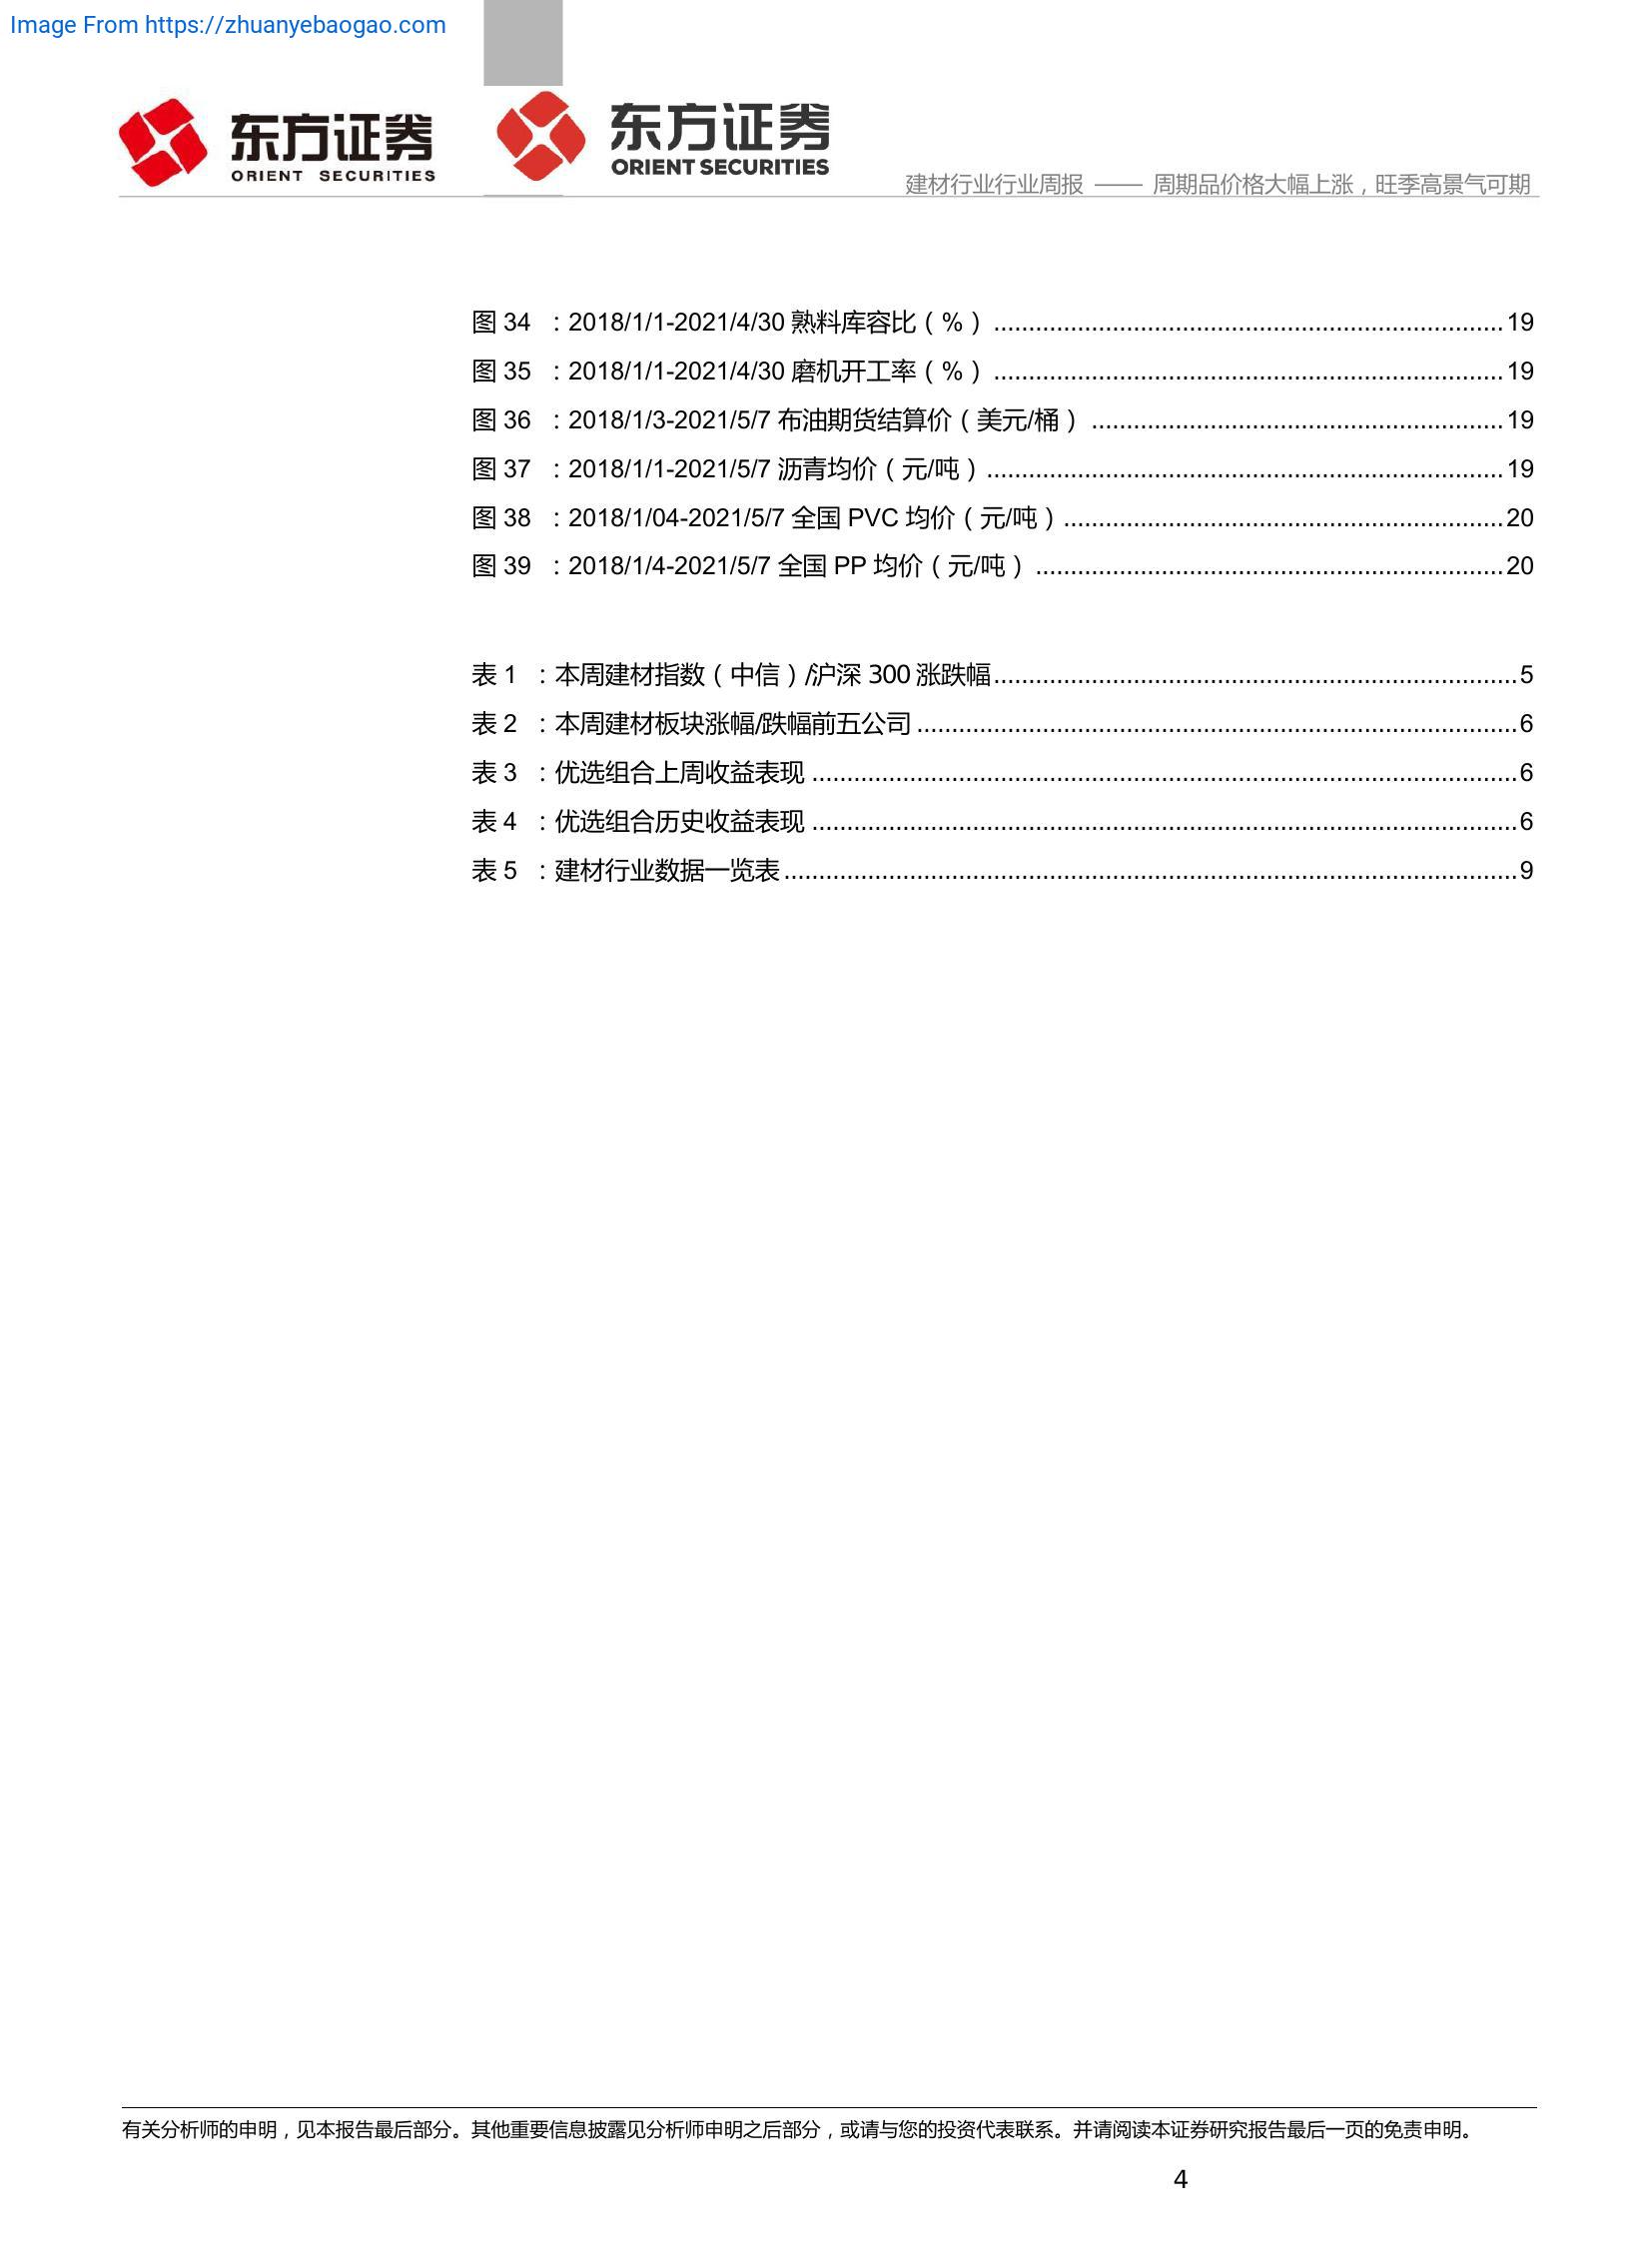 Image From https://zhuanyebaogao.com
东方证券
ORIENT SECURITIES
东方证券
ORIENT SECURITIES
建材行业行业周报 —— 周期品价格大幅上涨，旺季高景气可期
图 34 ：2018/1/1-2021/4/30 熟料库容比（%）......................................................................... 19
图 35 ：2018/1/1-2021/4/30 磨机开工率（%）......................................................................... 19
图 36 ：2018/1/3-2021/5/7 布油期货结算价（美元/桶）........................................................... 19
图 37 ：2018/1/1-2021/5/7 沥青均价（元/吨）.......................................................................... 19
图 38 ：2018/1/04-2021/5/7 全国 PVC 均价（元/吨）............................................................... 20
图 39 ：2018/1/4-2021/5/7 全国 PP 均价（元/吨）................................................................... 20
表 1 ：本周建材指数（中信）/沪深 300 涨跌幅........................................................................... 5
表 2 ：本周建材板块涨幅/跌幅前五公司...................................................................................... 6
表 3 ：优选组合上周收益表现..................................................................................................... 6
表 4 ：优选组合历史收益表现..................................................................................................... 6
表 5 ：建材行业数据一览表......................................................................................................... 9
有关分析师的申明，见本报告最后部分。其他重要信息披露见分析师申明之后部分，或请与您的投资代表联系。并请阅读本证券研究报告最后一页的免责申明。
4